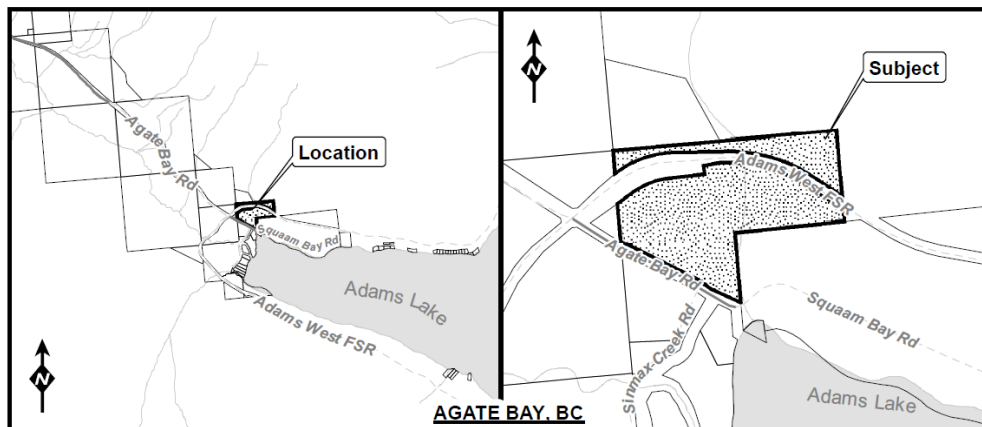 Agate Bay Rd
Location
Squaam Bay Rd
Adams Lake
Adams West FSR
N
N
Subject
Adams West FSR
Agate Bay Rd
Squaam Bay Rd
Sinmax Creek Rd
Adams Lake
AGATE BAY, BC